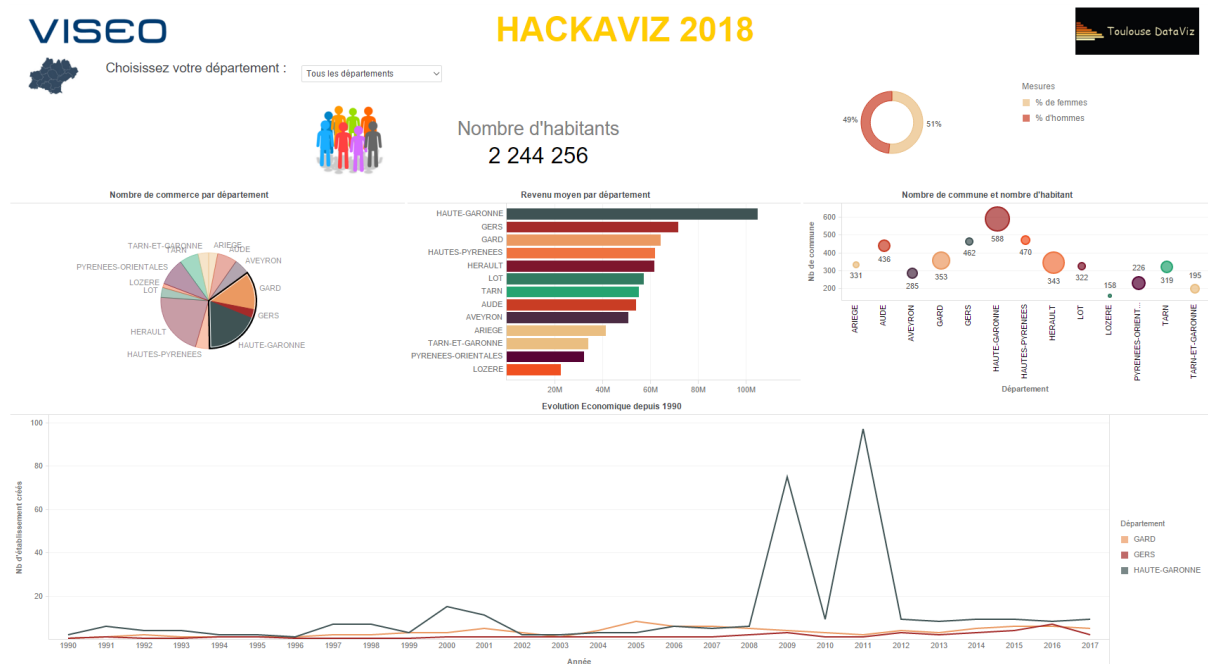 VISEO
HACKAVIZ 2018
Toulouse DataViz
Choisissez votre département :
Tous les départements
Nombre d'habitants
2 244 256
49%
51%
Mesures
% de femmes
% d'hommes
Nombre de commerce par département
TARN-ET-GARONNE
ARIEGE
TARN
AUDE
AVEYRON
PYRENEES-ORIENTALES
LOZERE
LOT
GARD
GERS
HERAULT
HAUTE-GARONNE
HAUTES-PYRENEES
Revenu moyen par département
HAUTE-GARONNE
GERS
GARD
HAUTES-PYRENEES
HERAULT
LOT
TARN
AUDE
AVEYRON
ARIEGE
TARN-ET-GARONNE
PYRENEES-ORIENTALES
LOZERE
20M 40M 60M 80M 100M
Nombre de commune et nombre d'habitant
Nb de commune
600
500
400
300
200
331
436
285
353
462
588
470
343
322
158
226
319
195
ARIEGE
AUDE
AVEYRON
GARD
GERS
HAUTE-GARONNE
HAUTES-PYRENEES
HERAULT
LOT
LOZERE
PYRENEES-ORIENT...
TARN
TARN-ET-GARONNE
Département
Evolution Economique depuis 1990
Nb d'établissement créés
100
80
60
40
20
1990 1991 1992 1993 1994 1995 1996 1997 1998 1999 2000 2001 2002 2003 2004 2005 2006 2007 2008 2009 2010 2011 2012 2013 2014 2015 2016 2017
Année
Département
GARD
GERS
HAUTE-GARONNE